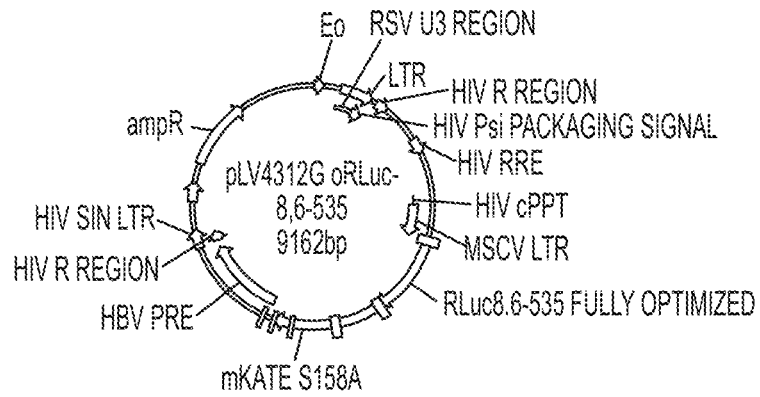 Eo
RSV U3 REGION
LTR
HIV R REGION
HIV Psi PACKAGING SIGNAL
HIV RRE
HIV cPPT
MSCV LTR
RLuc8.6-535 FULLY OPTIMIZED
mKATE S158A
HBV PRE
HIV R REGION
HIV SIN LTR
ampR
pLV4312G oRLuc-
8,6-535
9162bp